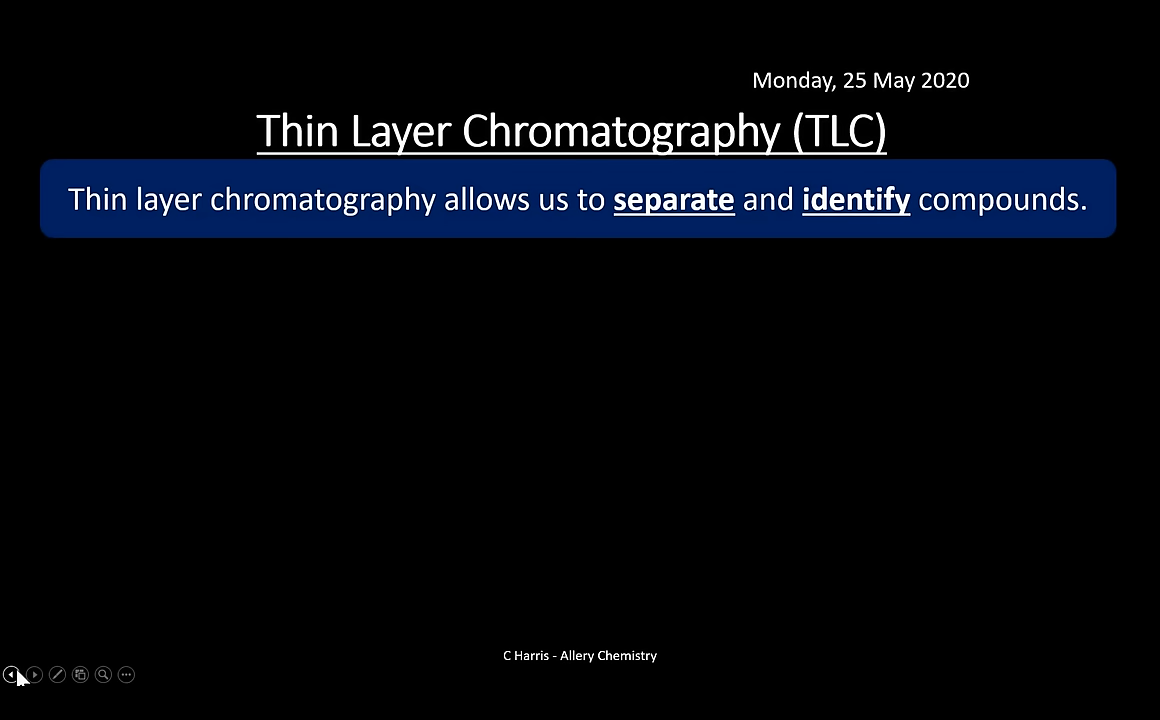 Monday, 25 May 2020
Thin Layer Chromatography (TLC)
Thin layer chromatography allows us to separate and identify compounds.
C Harris - Allery Chemistry